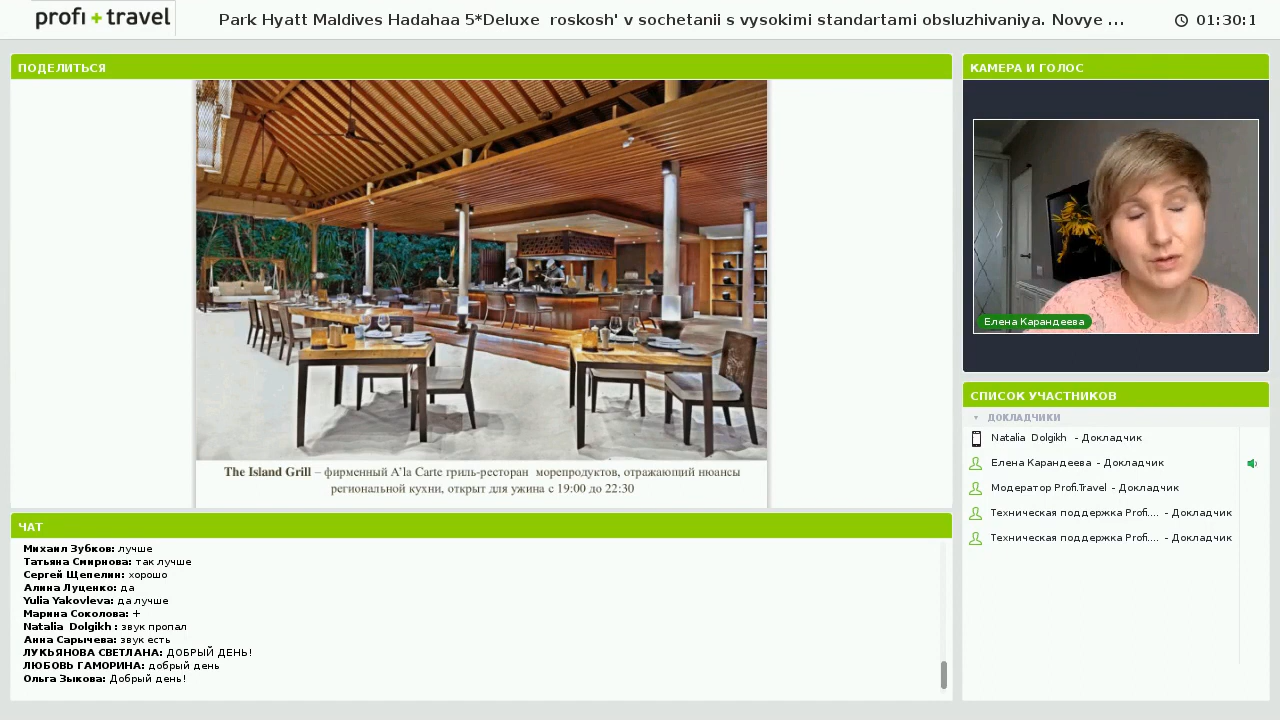 profi + travel
Park Hyatt Maldives Hadahaa 5*Deluxe roskosh' v sochetanii s vysokimi standartami obsluzhivaniya. Novye ...
01:30:1
ПОДЕЛИТЬСЯ
The Island Grill – фирменный A'la Carte гриль-ресторан морепродуктов, отражающий нюансы
региональной кухни, открыт для ужина с 19:00 до 22:30
ЧАТ
Михаил Зубков: лучше
Татьяна Смирнова: так лучше
Сергей Щепелин: хорошо
Алина Луценко: да
Yulia Yakovleva: да лучше
Марина Соколова: +
Natalia Dolgikh : звук пропал
Анна Сарычева: звук есть
ЛУКЬЯНОВА СВЕТЛАНА: ДОБРЫЙ ДЕНЬ!
ЛЮБОВЬ ГАМОРИНА: добрый день
Ольга Зыкова: Добрый день!
КАМЕРА И ГОЛОС
Елена Карандеева
СПИСОК УЧАСТНИКОВ
ДОКЛАДЧИКИ
Natalia Dolgikh - Докладчик
Елена Карандеева - Докладчик
Модератор Profi.Travel - Докладчик
Техническая поддержка Profi.... - Докладчик
Техническая поддержка Profi.... - Докладчик